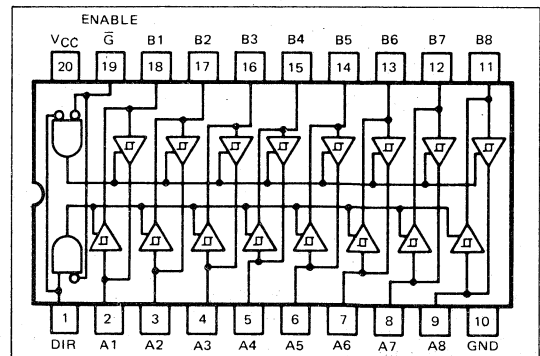 ENABLE
VCC G̅ B1 B2 B3 B4 B5 B6 B7 B8
20 19 18 17 16 15 14 13 12 11
1 2 3 4 5 6 7 8 9 10
DIR A1 A2 A3 A4 A5 A6 A7 A8 GND